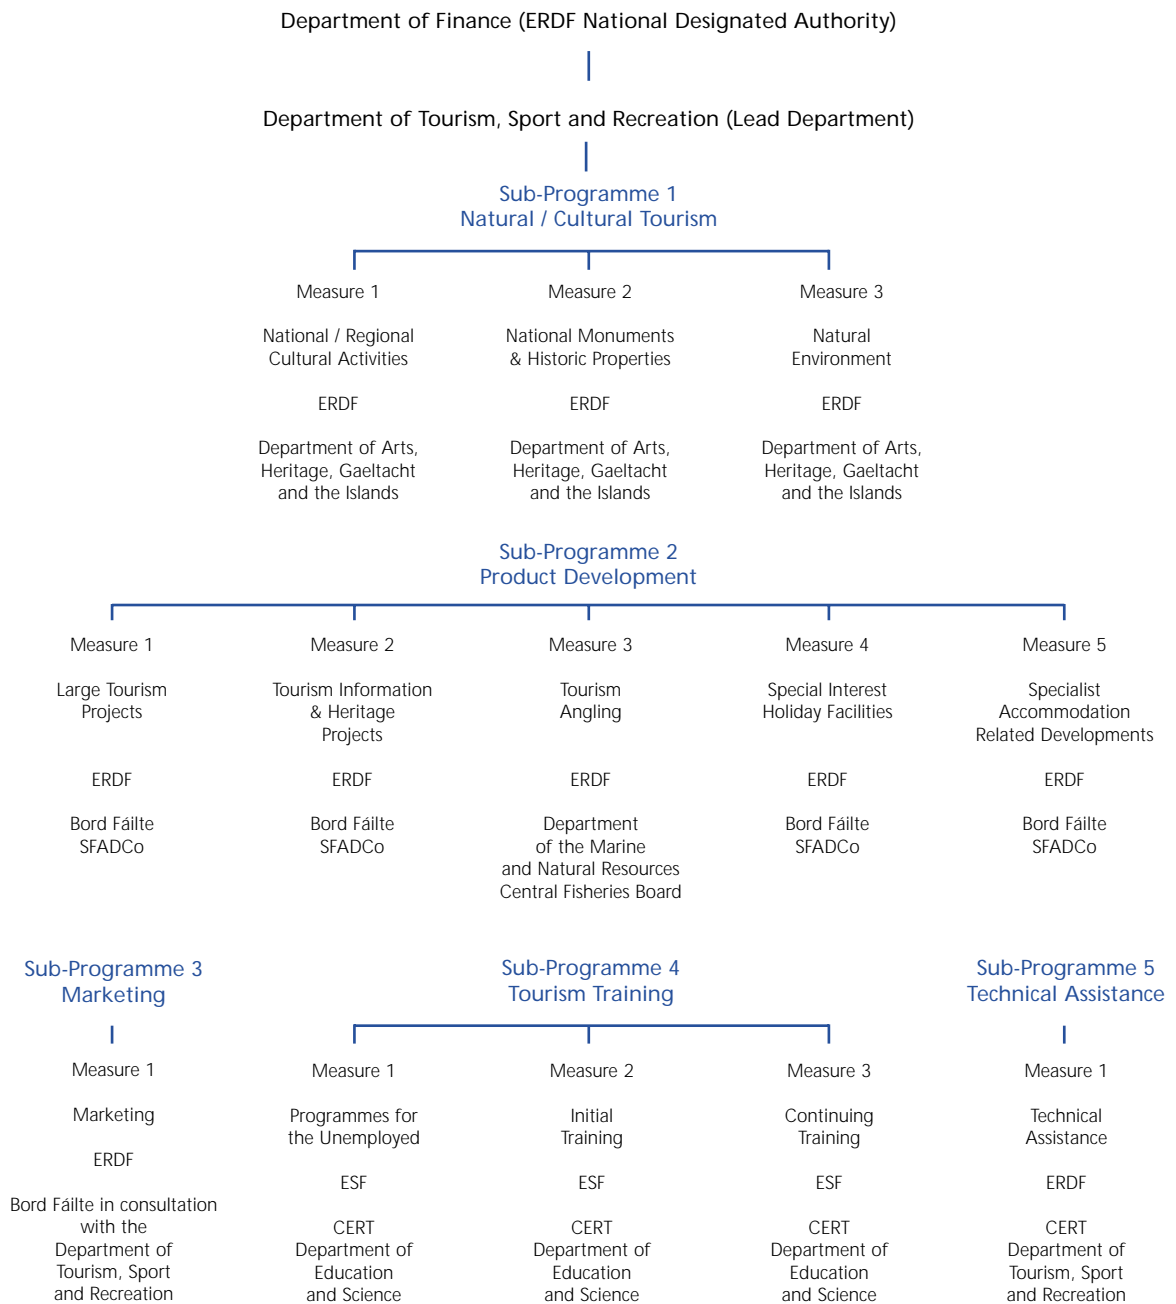 Department of Finance (ERDF National Designated Authority)
Department of Tourism, Sport and Recreation (Lead Department)
Sub-Programme 1
Natural / Cultural Tourism
Measure 1
National / Regional
Cultural Activities
ERDF
Department of Arts,
Heritage, Gaeltacht
and the Islands
Measure 2
National Monuments
& Historic Properties
ERDF
Department of Arts,
Heritage, Gaeltacht
and the Islands
Measure 3
Natural
Environment
ERDF
Department of Arts,
Heritage, Gaeltacht
and the Islands
Sub-Programme 2
Product Development
Measure 1
Large Tourism
Projects
ERDF
Bord Fáilte
SFADCo
Measure 2
Tourism Information
& Heritage
Projects
ERDF
Bord Fáilte
SFADCo
Measure 3
Tourism
Angling
ERDF
Department
of the Marine
and Natural Resources
Central Fisheries Board
Measure 4
Special Interest
Holiday Facilities
ERDF
Bord Fáilte
SFADCo
Measure 5
Specialist
Accommodation
Related Developments
ERDF
Bord Fáilte
SFADCo
Sub-Programme 3
Marketing
Measure 1
Marketing
ERDF
Bord Fáilte in consultation
with the
Department of
Tourism, Sport
and Recreation
Sub-Programme 4
Tourism Training
Measure 1
Programmes for
the Unemployed
ESF
CERT
Department of
Education
and Science
Measure 2
Initial
Training
ESF
CERT
Department of
Education
and Science
Measure 3
Continuing
Training
ESF
CERT
Department of
Education
and Science
Sub-Programme 5
Technical Assistance
Measure 1
Technical
Assistance
ERDF
CERT
Department of
Tourism, Sport
and Recreation